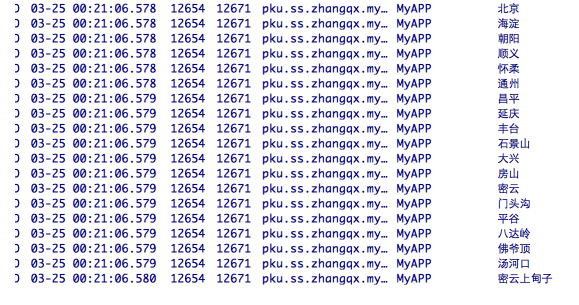 D 03-25 00:21:06.578 12654 12671 pku.ss.zhangqx.my… MyAPP 北京
D 03-25 00:21:06.578 12654 12671 pku.ss.zhangqx.my… MyAPP 海淀
D 03-25 00:21:06.578 12654 12671 pku.ss.zhangqx.my… MyAPP 朝阳
D 03-25 00:21:06.578 12654 12671 pku.ss.zhangqx.my… MyAPP 顺义
D 03-25 00:21:06.578 12654 12671 pku.ss.zhangqx.my… MyAPP 怀柔
D 03-25 00:21:06.578 12654 12671 pku.ss.zhangqx.my… MyAPP 通州
D 03-25 00:21:06.579 12654 12671 pku.ss.zhangqx.my… MyAPP 昌平
D 03-25 00:21:06.579 12654 12671 pku.ss.zhangqx.my… MyAPP 延庆
D 03-25 00:21:06.579 12654 12671 pku.ss.zhangqx.my… MyAPP 丰台
D 03-25 00:21:06.579 12654 12671 pku.ss.zhangqx.my… MyAPP 石景山
D 03-25 00:21:06.579 12654 12671 pku.ss.zhangqx.my… MyAPP 大兴
D 03-25 00:21:06.579 12654 12671 pku.ss.zhangqx.my… MyAPP 房山
D 03-25 00:21:06.579 12654 12671 pku.ss.zhangqx.my… MyAPP 密云
D 03-25 00:21:06.579 12654 12671 pku.ss.zhangqx.my… MyAPP 门头沟
D 03-25 00:21:06.579 12654 12671 pku.ss.zhangqx.my… MyAPP 平谷
D 03-25 00:21:06.579 12654 12671 pku.ss.zhangqx.my… MyAPP 八达岭
D 03-25 00:21:06.579 12654 12671 pku.ss.zhangqx.my… MyAPP 佛爷顶
D 03-25 00:21:06.579 12654 12671 pku.ss.zhangqx.my… MyAPP 汤河口
D 03-25 00:21:06.580 12654 12671 pku.ss.zhangqx.my… MyAPP 密云上甸子